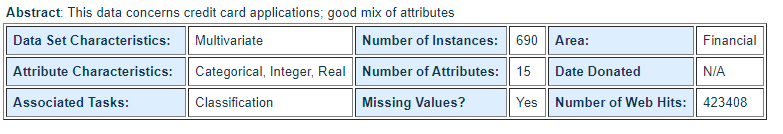 Abstract: This data concerns credit card applications; good mix of attributes
Data Set Characteristics: Multivariate Number of Instances: 690 Area: Financial
Attribute Characteristics: Categorical, Integer, Real Number of Attributes: 15 Date Donated N/A
Associated Tasks: Classification Missing Values? Yes Number of Web Hits: 423408